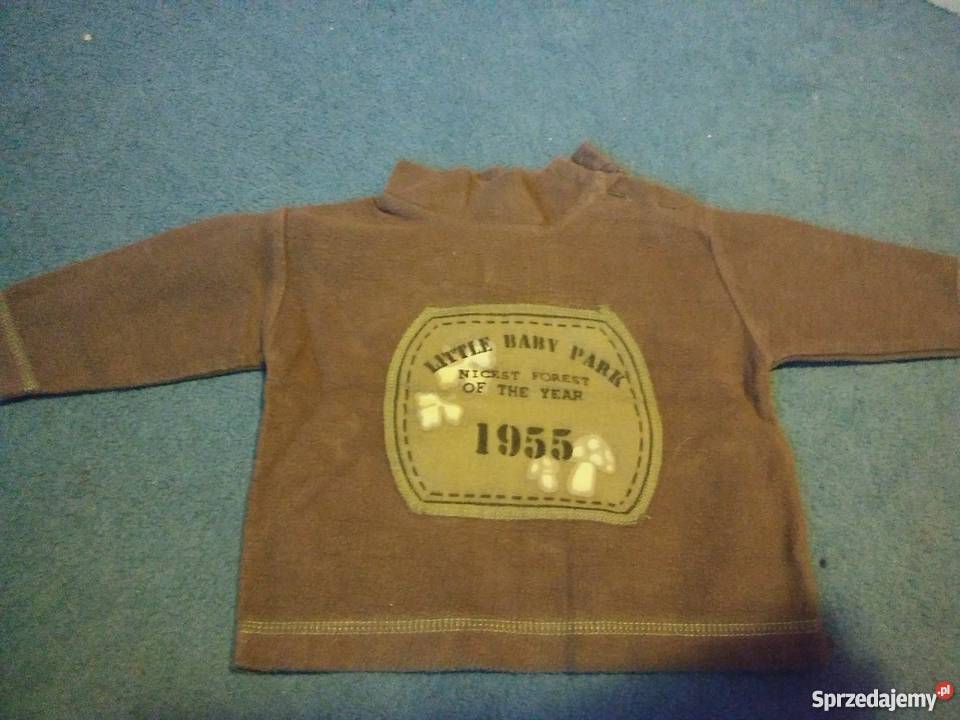 LITTLE BABY PARK
NICEST FOREST
OF THE YEAR
1955
Sprzedajemy.pl